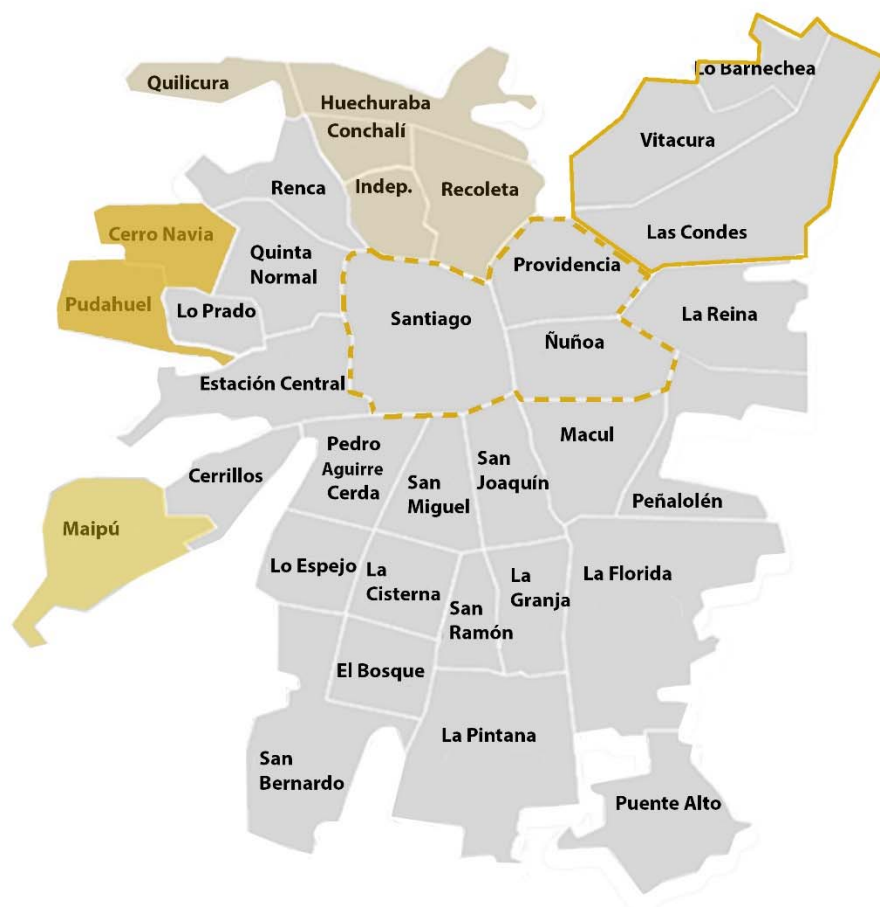 Lo Barnechea
Quilicura
Huechuraba
Conchalí
Vitacura
Renca
Indep.
Recoleta
Cerro Navia
Quinta
Normal
Las Condes
Providencia
Pudahuel
Lo Prado
Santiago
La Reina
Ñuñoa
Estación Central
Macul
Pedro
Aguirre
Cerda
San
Joaquín
San
Miguel
Cerrillos
Peñalolén
Maipú
Lo Espejo
La
Cisterna
La
Granja
La Florida
San
Ramón
El Bosque
La Pintana
San
Bernardo
Puente Alto